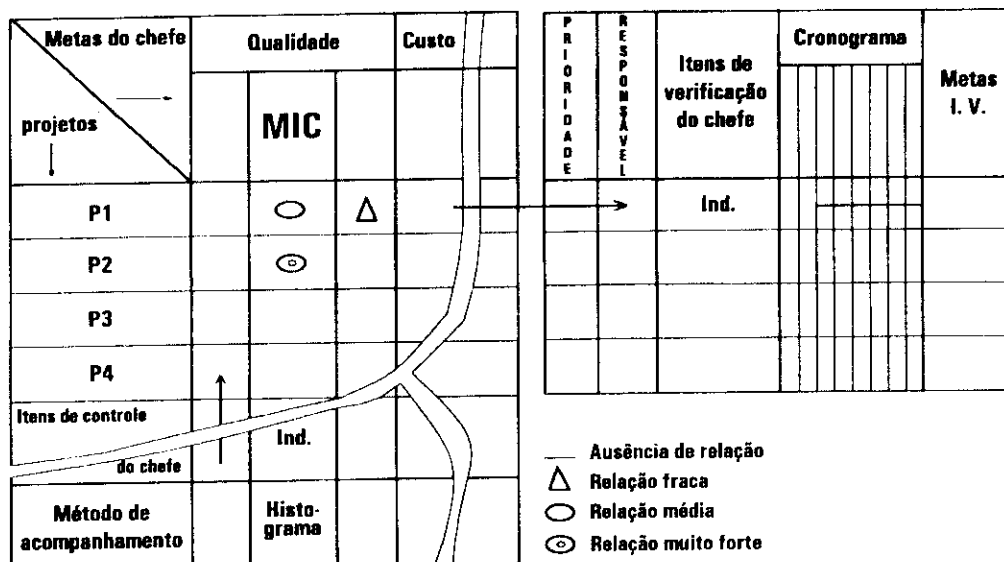 Metas do chefe
projetos
Qualidade
Custo
MIC
P1
P2
P3
P4
Itens de controle
do chefe
Ind.
Método de
acompanhamento
Histo-
grama
PRIORIDADE
RESPOMSÁVEL
Itens de
verificação
do chefe
Cronograma
Metas
I. V.
Ind.
Ausência de relação
Relação fraca
Relação média
Relação muito forte